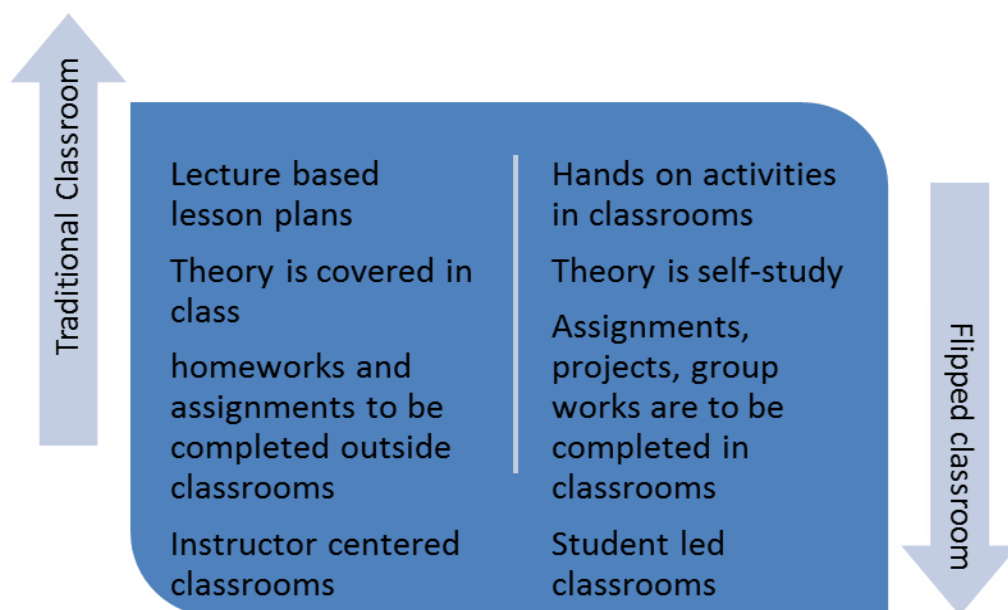 Traditional Classroom
Lecture based
lesson plans
Theory is covered in
class
homeworks and
assignments to be
completed outside
classrooms
Instructor centered
classrooms
Hands on activities
in classrooms
Theory is self-study
Assignments,
projects, group
works are to be
completed in
classrooms
Student led
classrooms
Flipped classroom